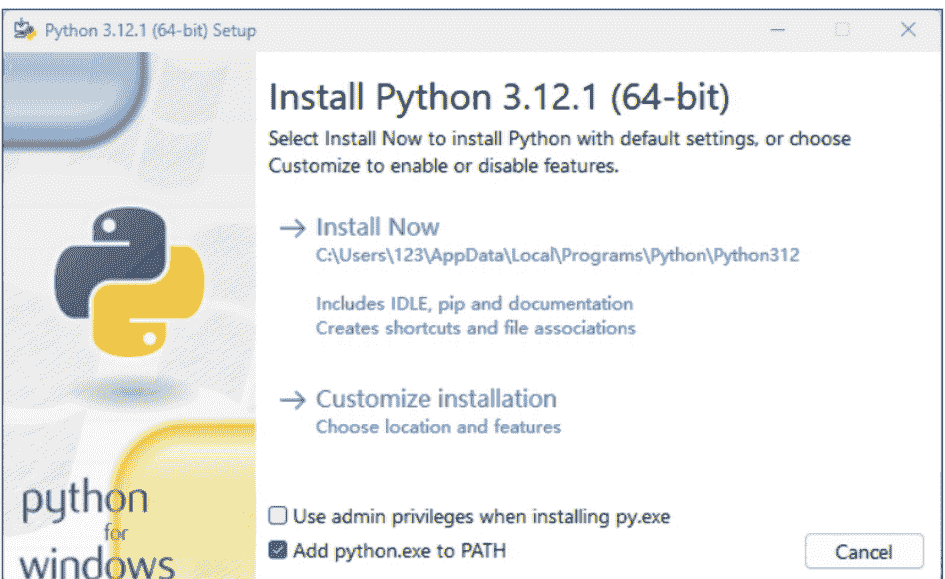 Python 3.12.1 (64-bit) Setup
Install Python 3.12.1 (64-bit)
Select Install Now to install Python with default settings, or choose
Customize to enable or disable features.
Install Now
C:\Users\123\AppData\Local\Programs\Python\Python312
Includes IDLE, pip and documentation
Creates shortcuts and file associations
Customize installation
Choose location and features
python
for
windows
Use admin privileges when installing py.exe
Add python.exe to PATH
Cancel